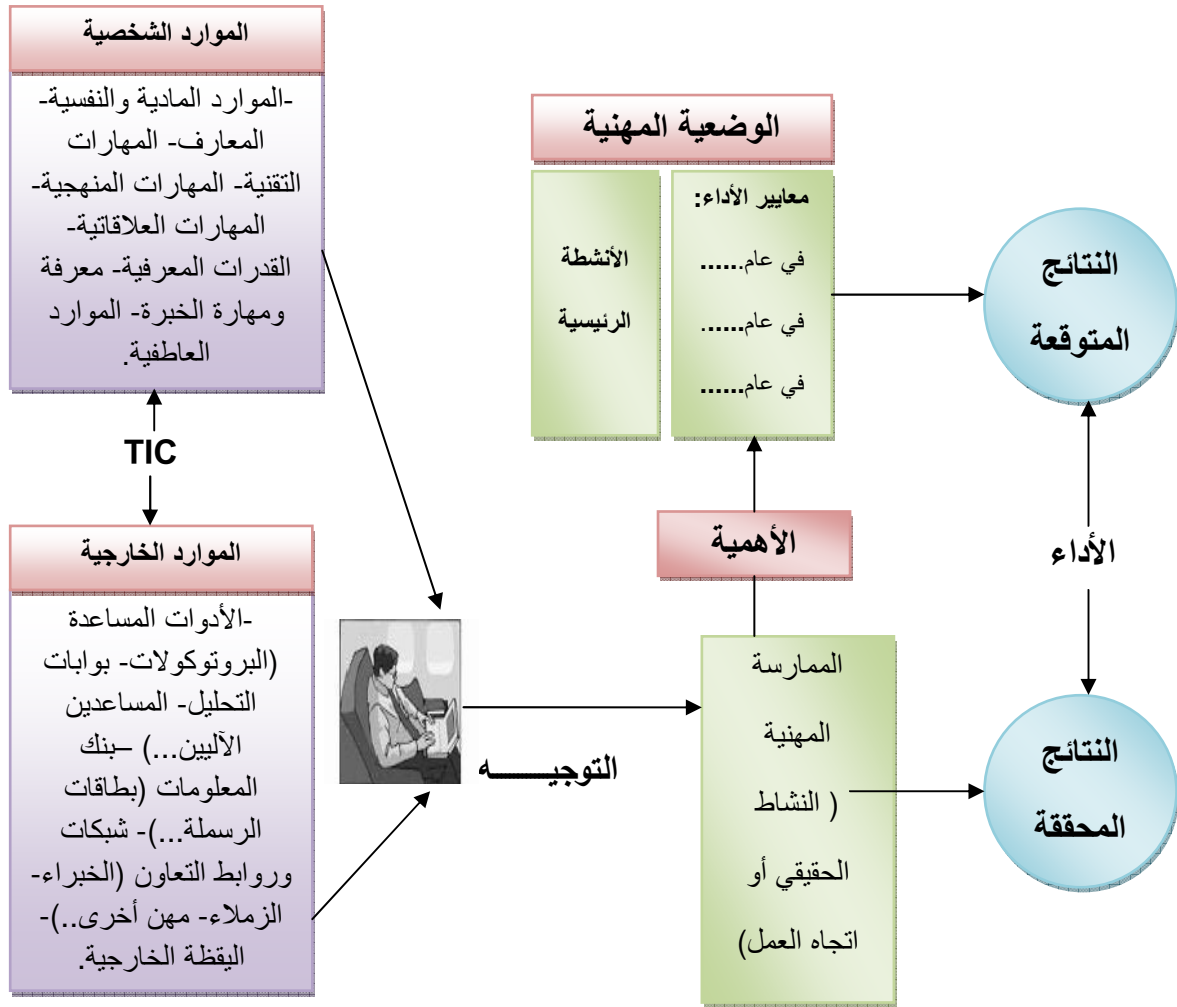 الموارد الشخصية
-الموارد المادية والنفسية-
المعارف- المهارات
التقنية- المهارات المنهجية-
المهارات العلاقاتية-
القدرات المعرفية- معرفة
ومهارة الخبرة- الموارد
العاطفية.
TIC
الموارد الخارجية
-الأدوات المساعدة
(البروتوكولات- بوابات
التحليل- المساعدين
الآليين...) –بنك
المعلومات (بطاقات
الرسملة...)- شبكات
وروابط التعاون (الخبراء-
الزملاء- مهن أخرى..)-
اليقظة الخارجية.
الوضعية المهنية
معايير الأداء:
في عام......
في عام......
في عام......
الأنشطة
الرئيسية
الأهمية
التوجيـــــــه
الممارسة
المهنية
( النشاط
الحقيقي أو
اتجاه العمل)
النتائج
المتوقعة
الأداء
النتائج
المحققة